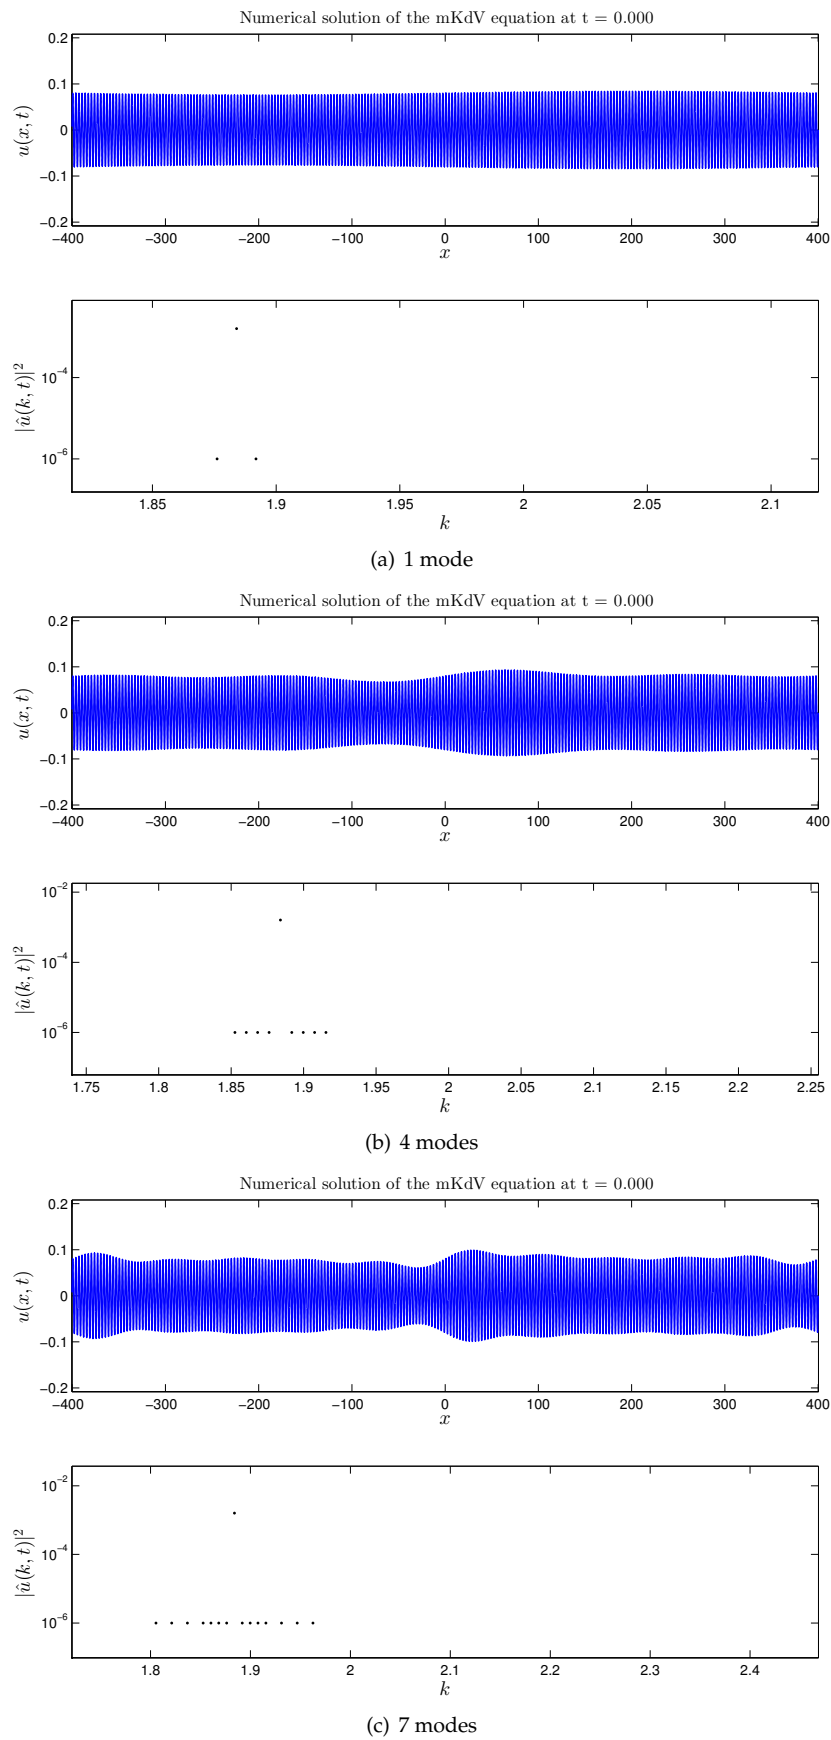 Numerical solution of the mKdV equation at t = 0.000
0.2
0.1
0
−0.1
−0.2
u(x, t)
−400 −300 −200 −100 0 100 200 300 400
x
10⁻⁴
10⁻⁶
|û(k, t)|²
1.85 1.9 1.95 2 2.05 2.1
k
(a) 1 mode
Numerical solution of the mKdV equation at t = 0.000
0.2
0.1
0
−0.1
−0.2
u(x, t)
−400 −300 −200 −100 0 100 200 300 400
x
10⁻²
10⁻⁴
10⁻⁶
|û(k, t)|²
1.75 1.8 1.85 1.9 1.95 2 2.05 2.1 2.15 2.2 2.25
k
(b) 4 modes
Numerical solution of the mKdV equation at t = 0.000
0.2
0.1
0
−0.1
−0.2
u(x, t)
−400 −300 −200 −100 0 100 200 300 400
x
10⁻²
10⁻⁴
10⁻⁶
|û(k, t)|²
1.8 1.9 2 2.1 2.2 2.3 2.4
k
(c) 7 modes